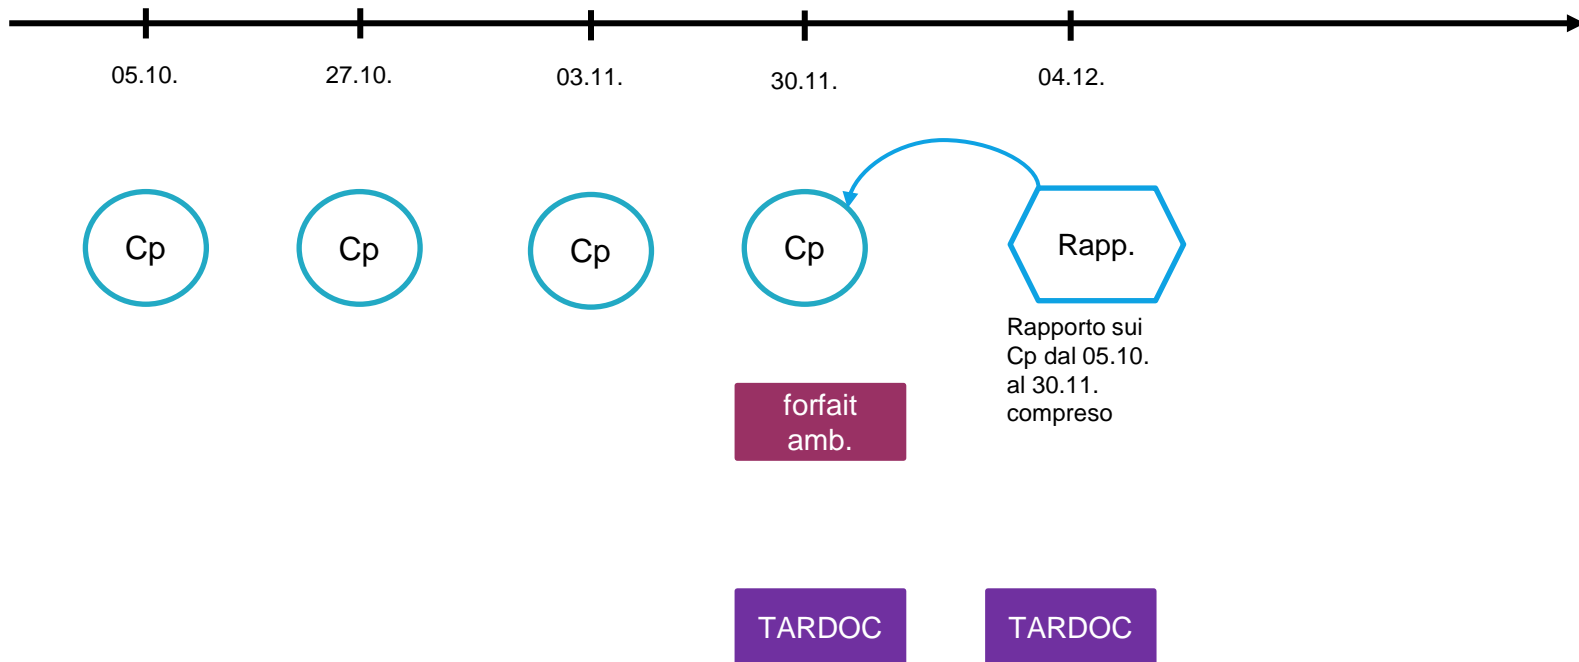 05.10.
27.10.
03.11.
30.11.
04.12.
Cp
Cp
Cp
Cp
Rapp.
Rapporto sui
Cp dal 05.10.
al 30.11.
compreso
forfait
amb.
TARDOC
TARDOC